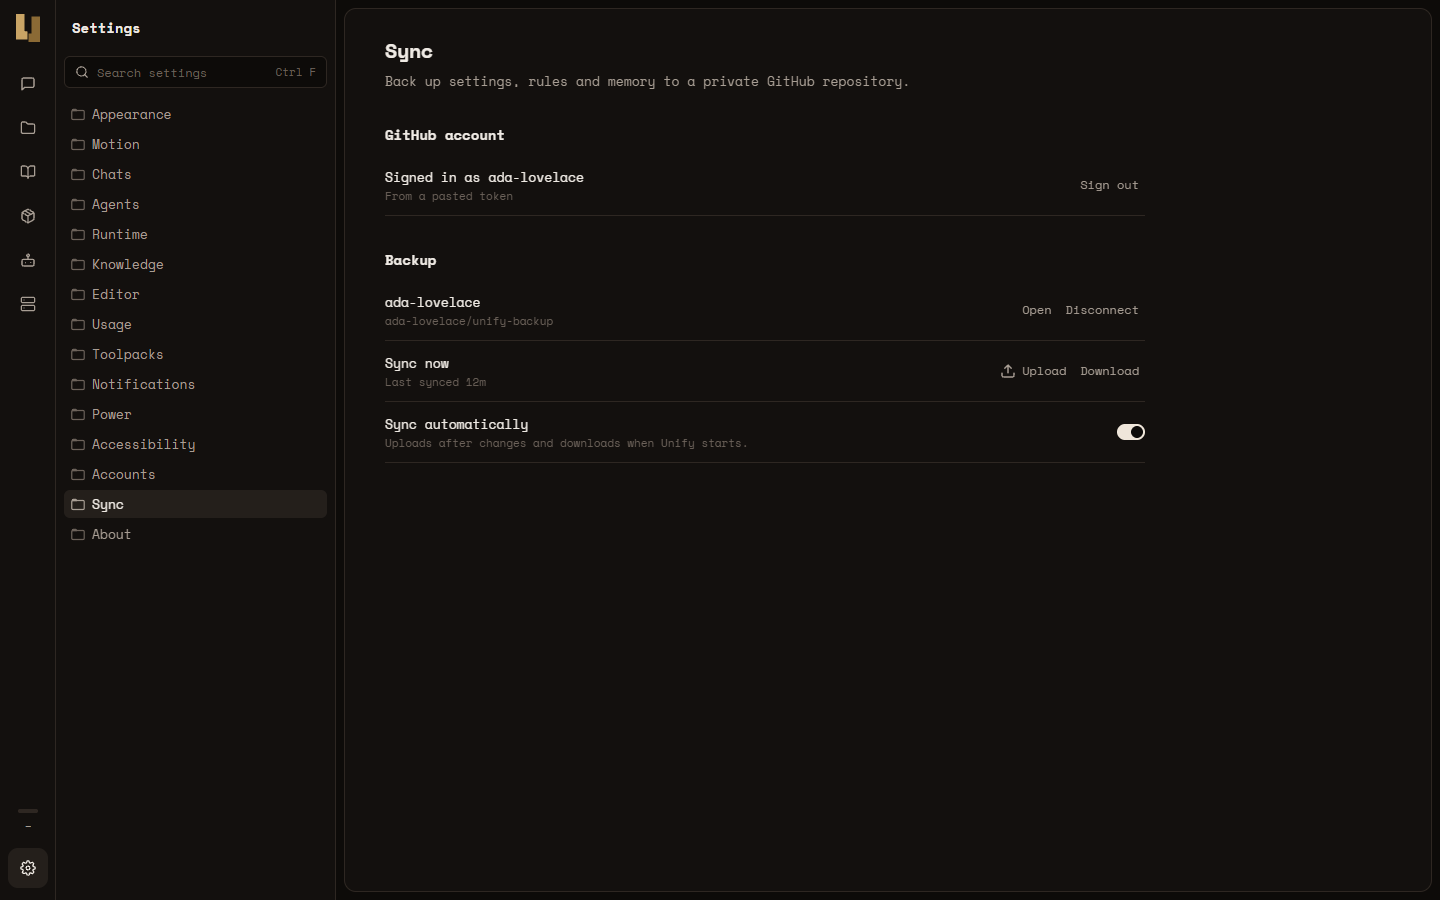 Settings
Search settings
Ctrl F
Appearance
Motion
Chats
Agents
Runtime
Knowledge
Editor
Usage
Toolpacks
Notifications
Power
Accessibility
Accounts
Sync
About
Sync
Back up settings, rules and memory to a private GitHub repository.
GitHub account
Signed in as ada-lovelace
From a pasted token
Sign out
Backup
ada-lovelace
ada-lovelace/unify-backup
Open Disconnect
Sync now
Last synced 12m
Upload Download
Sync automatically
Uploads after changes and downloads when Unify starts.